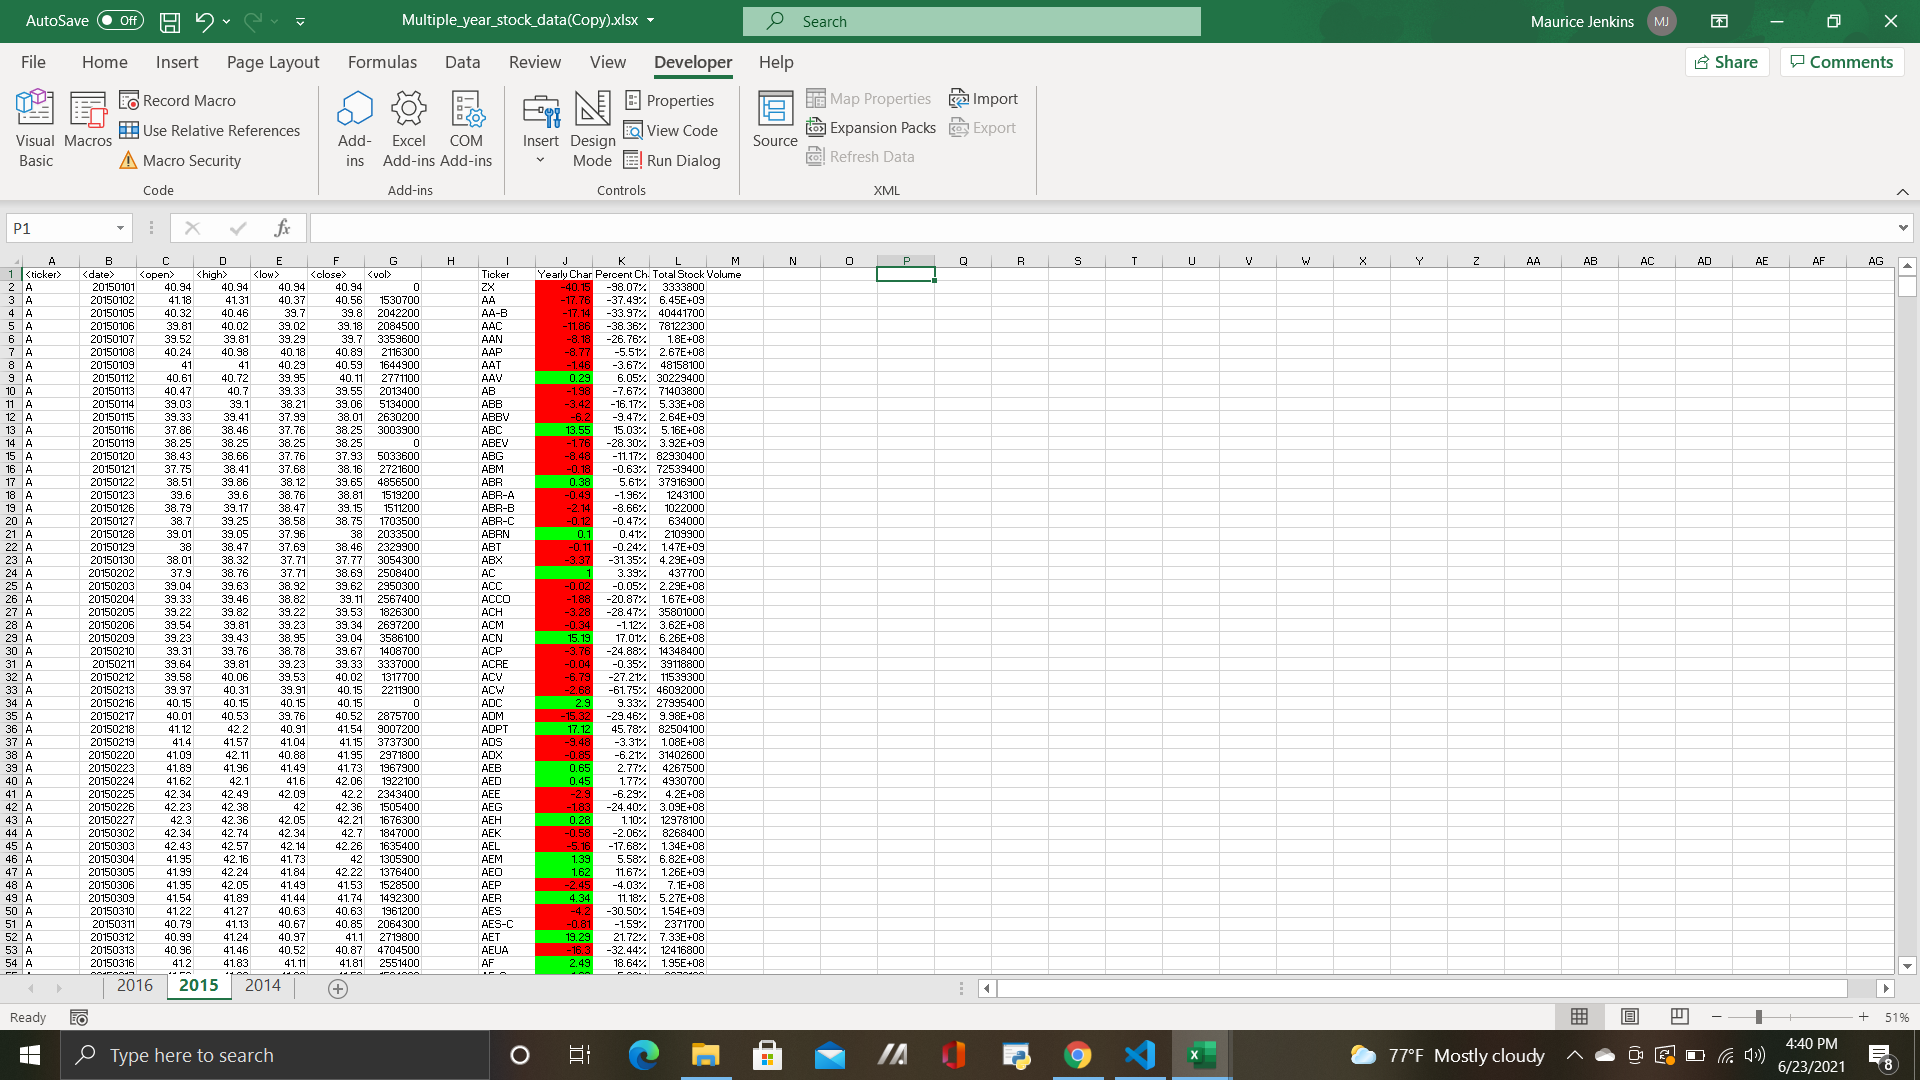 AutoSave Off Multiple_year_stock_data(Copy).xlsx Search Maurice Jenkins MJ
File Home Insert Page Layout Formulas Data Review View Developer Help Share Comments
Visual Basic Macros Record Macro Use Relative References Macro Security Code
Add-ins Excel Add-ins COM Add-ins Add-ins
Insert Design Mode Properties View Code Run Dialog Controls
Source Map Properties Expansion Packs Refresh Data Import Export XML
P1 fx
A B C D E F G H I J K L M N O P Q R S T U V W X Y Z AA AB AC AD AE AF AG
1 <ticker> <date> <open> <high> <low> <close> <vol> Ticker Yearly Char Percent Ch Total Stock Volume
2 A 20150101 40.94 40.94 40.94 40.94 0 ZX -40.15 -98.07% 3333800
3 A 20150102 41.18 41.31 40.37 40.56 1530700 AA -17.76 -37.49% 6.45E+09
4 A 20150105 40.32 40.46 39.7 39.8 2042200 AA-B -17.14 -33.97% 40441700
5 A 20150106 39.81 40.02 39.02 39.18 2084500 AAC -38.36% 78122300
6 A 20150107 39.52 39.81 39.29 39.7 3359600 AAN -26.76% 1.8E+08
7 A 20150108 40.24 40.98 40.18 40.89 2116300 AAP -8.77 -5.51% 2.67E+08
8 A 20150109 41 41 40.29 40.59 1644900 AAT -3.67% 48158100
9 A 20150112 40.61 40.72 39.95 40.11 2771100 AAV 0.29 6.05% 30229400
10 A 20150113 40.47 40.7 39.33 39.55 2013400 AB -7.67% 71403800
11 A 20150114 39.03 39.1 38.21 39.06 5134000 ABB -3.42 -16.17% 5.33E+08
12 A 20150115 39.33 39.41 37.99 38.01 2630200 ABBV -6.2 -9.47% 2.64E+09
13 A 20150116 37.86 38.46 37.76 38.25 3003900 ABC 13.55 15.03% 5.16E+08
14 A 20150119 38.25 38.25 38.25 38.25 0 ABEV -1.76 -28.30% 3.92E+09
15 A 20150120 38.43 38.66 37.76 37.93 5033600 ABG -11.17% 82930400
16 A 20150121 37.75 38.41 37.68 38.16 2721600 ABM -0.63% 72539400
17 A 20150122 38.51 39.86 38.12 39.65 4856500 ABR 0.38 5.61% 37916900
18 A 20150123 39.6 39.6 38.76 38.81 1519200 ABR-A -0.49 -1.96% 1243100
19 A 20150126 38.79 39.17 38.47 39.15 1511200 ABR-B -2.14 -8.66% 1022000
20 A 20150127 38.7 39.25 38.58 38.75 1703500 ABR-C -0.12 -0.47% 634000
21 A 20150128 39.01 39.05 37.96 38 2033500 ABRN 0.1 0.41% 2109900
22 A 20150129 38 38.47 37.69 38.46 2329900 ABT -0.11 -0.24% 1.47E+09
23 A 20150130 38.01 38.32 37.71 37.77 3054300 ABX -3.37 -31.35% 4.29E+09
24 A 20150202 37.9 38.76 37.71 38.69 2508400 AC 1 3.39% 437700
25 A 20150203 39.04 39.63 38.92 39.62 2950300 ACC -0.02 -0.05% 2.29E+08
26 A 20150204 39.33 39.46 38.82 39.11 2567400 ACCO -20.87% 1.67E+08
27 A 20150205 39.22 39.82 39.22 39.53 1826300 ACH -28.47% 35801000
28 A 20150206 39.54 39.81 39.23 39.34 2697200 ACM -0.34 -1.12% 3.62E+08
29 A 20150209 39.23 39.43 38.95 39.04 3586100 ACN 15.19 17.01% 6.26E+08
30 A 20150210 39.31 39.76 38.78 39.67 1408700 ACP -3.76 -24.88% 14348400
31 A 20150211 39.64 39.81 39.23 39.33 3337000 ACRE -0.04 -0.35% 39118800
32 A 20150212 39.58 40.06 39.53 40.02 1317700 ACV -6.79 -27.21% 11539300
33 A 20150213 39.97 40.31 39.91 40.15 2211900 ACW -61.75% 46092000
34 A 20150216 40.15 40.15 40.15 40.15 0 ADC 2.9 9.33% 27995400
35 A 20150217 40.01 40.53 39.76 40.52 2875700 ADM -15.32 -29.46% 9.98E+08
36 A 20150218 41.12 42.2 40.91 41.54 9007200 ADPT 17.12 45.78% 82504100
37 A 20150219 41.4 41.57 41.04 41.15 3737300 ADS -3.31% 1.08E+08
38 A 20150220 41.09 42.11 40.88 41.95 2971800 ADX -6.21% 31402600
39 A 20150223 41.89 41.96 41.49 41.73 1967900 AEB 0.65 2.77% 4267500
40 A 20150224 41.62 42.1 41.6 42.06 1922100 AED 0.45 1.77% 4930700
41 A 20150225 42.34 42.49 42.09 42.2 2343400 AEE -2.9 -6.29% 4.2E+08
42 A 20150226 42.23 42.38 42 42.36 1505400 AEG -1.83 -24.40% 3.09E+08
43 A 20150227 42.3 42.36 42.05 42.21 1676300 AEH 0.28 1.10% 12978100
44 A 20150302 42.34 42.74 42.34 42.7 1847000 AEK -2.06% 8268400
45 A 20150303 42.43 42.57 42.14 42.26 1635400 AEL -17.68% 1.34E+08
46 A 20150304 41.95 42.16 41.73 42 1305900 AEM 1.39 5.58% 6.82E+08
47 A 20150305 41.99 42.24 41.84 42.22 1376400 AEO 1.62 11.67% 1.26E+09
48 A 20150306 41.95 42.05 41.49 41.53 1528500 AEP -4.03% 7.1E+08
49 A 20150309 41.54 41.89 41.44 41.74 1492300 AER 4.34 11.18% 5.27E+08
50 A 20150310 41.22 41.27 40.63 40.63 1961200 AES -4.2 -30.50% 1.54E+09
51 A 20150311 40.79 41.13 40.67 40.85 2064300 AES-C -1.59% 2371700
52 A 20150312 40.99 41.24 40.97 41.1 2719800 AET 19.29 21.72% 7.33E+08
53 A 20150313 40.96 41.46 40.52 40.87 4704500 AEUA -16.3 -32.44% 12416800
54 A 20150316 41.2 41.83 41.11 41.81 2551400 AF 2.49 18.64% 1.95E+08
2016 2015 2014
Ready 51%
Type here to search 77°F Mostly cloudy 4:40 PM 6/23/2021 8